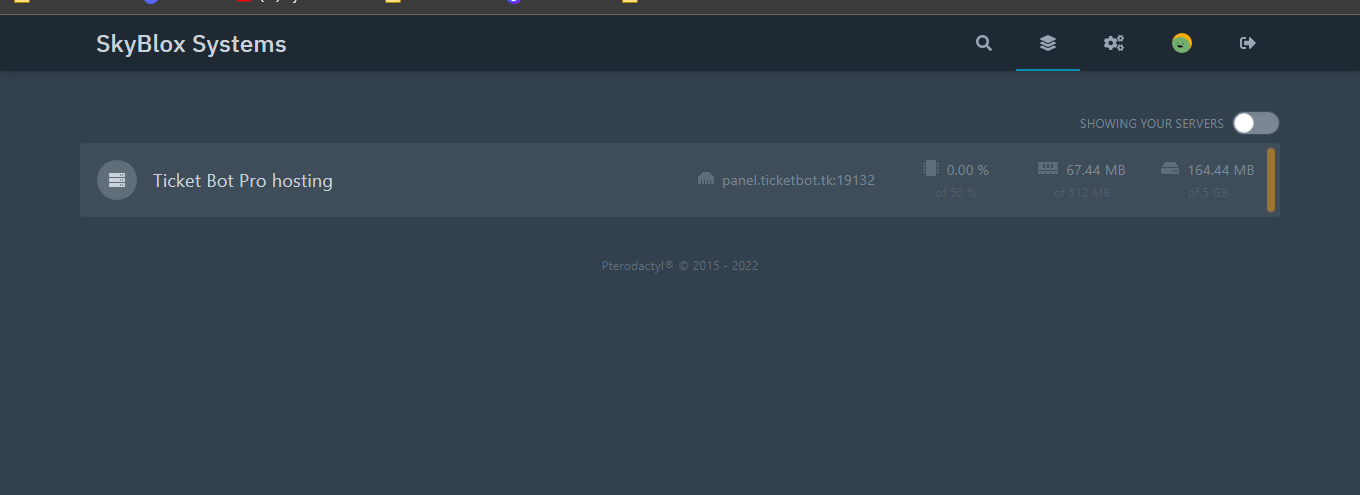 SkyBlox Systems
SHOWING YOUR SERVERS
Ticket Bot Pro hosting
panel.ticketbot.tk:19132
0.00 %
of 50 %
67.44 MB
of 512 MB
164.44 MB
of 5 GB
Pterodactyl® © 2015 - 2022